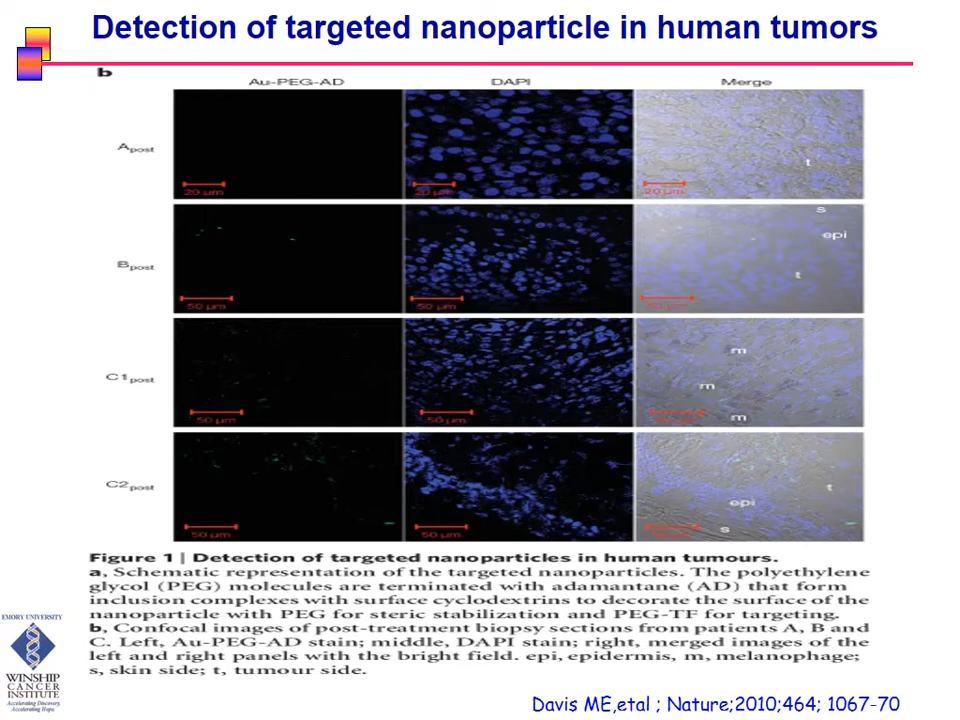 Detection of targeted nanoparticle in human tumors
b
Au-PEG-AD DAPI Merge
A post
t
20 µm 20 µm 20 µm
s
epi
B post
t
50 µm 50 µm 50 µm
m
C1 post
m
m
50 µm 50 µm 50 µm
C2 post
t
epi
s
50 µm 50 µm 50 µm
Figure 1 | Detection of targeted nanoparticles in human tumours.
a, Schematic representation of the targeted nanoparticles. The polyethylene
glycol (PEG) molecules are terminated with adamantane (AD) that form
inclusion complexes with surface cyclodextrins to decorate the surface of the
nanoparticle with PEG for steric stabilization and PEG-TF for targeting.
b, Confocal images of post-treatment biopsy sections from patients A, B and
C. Left, Au-PEG-AD stain; middle, DAPI stain; right, merged images of the
left and right panels with the bright field. epi, epidermis, m, melanophage;
s, skin side; t, tumour side.
EMORY UNIVERSITY
WINSHIP
CANCER
INSTITUTE
Accelerating Discovery.
Accelerating Hope.
Davis ME,etal ; Nature;2010;464; 1067-70